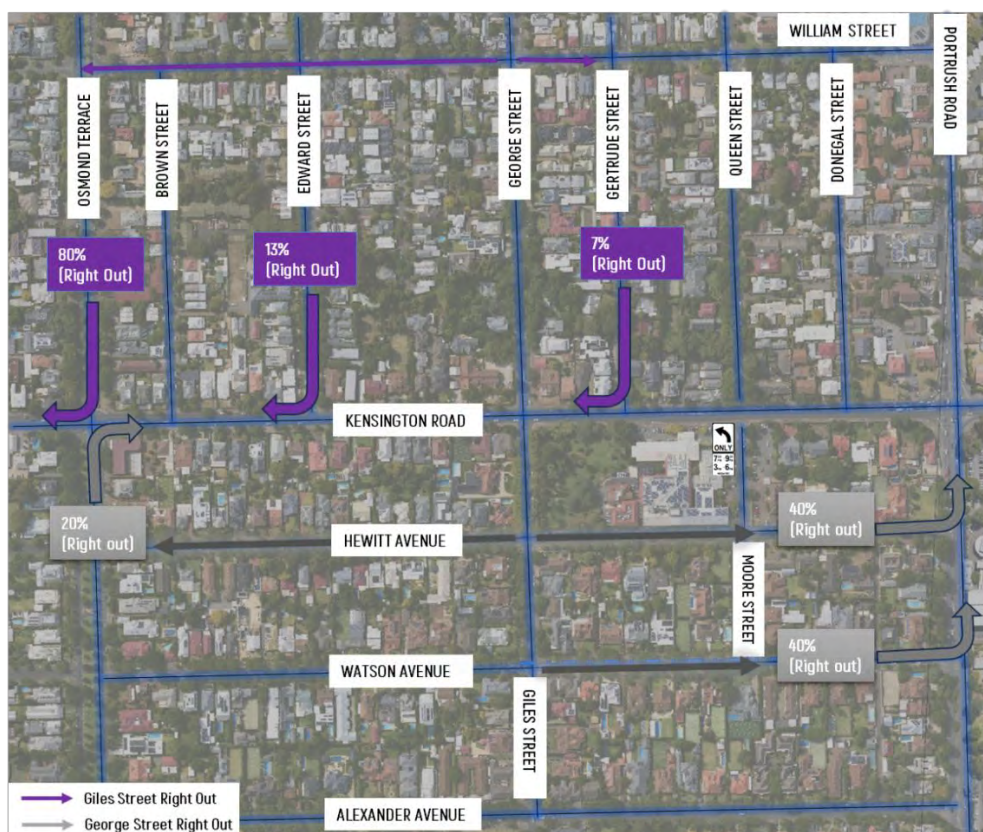 WILLIAM STREET
PORTRUSH ROAD
OSMOND TERRACE
BROWN STREET
EDWARD STREET
GEORGE STREET
GERTRUDE STREET
QUEEN STREET
DONEGAL STREET
80%
(Right Out)
13%
(Right Out)
7%
(Right Out)
KENSINGTON ROAD
ONLY
20%
(Right out)
HEWITT AVENUE
40%
(Right out)
MOORE STREET
WATSON AVENUE
40%
(Right out)
GILES STREET
Giles Street Right Out
George Street Right Out
ALEXANDER AVENUE